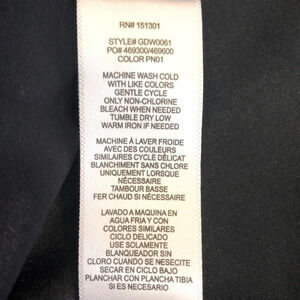 RN# 151301
STYLE# GDW0061
PO# 469300/469600
COLOR PN01
MACHINE WASH COLD
WITH LIKE COLORS
GENTLE CYCLE
ONLY NON-CHLORINE
BLEACH WHEN NEEDED
TUMBLE DRY LOW
WARM IRON IF NEEDED
MACHINE À LAVER FROIDE
AVEC DES COULEURS
SIMILAIRES CYCLE DÉLICAT
BLANCHIMENT SANS CHLORE
UNIQUEMENT LORSQUE
NÉCESSAIRE
TAMBOUR BASSE
FER CHAUD SI NÉCESSAIRE
LAVADO A MAQUINA EN
AGUA FRIA Y CON
COLORES SIMILARES
CICLO DELICADO
USE SOLAMENTE
BLANQUEADOR SIN
CLORO CUANDO SE NESECITE
SECAR EN CICLO BAJO
PLANCHAR CON PLANCHA TIBIA
SI ES NECESARIO